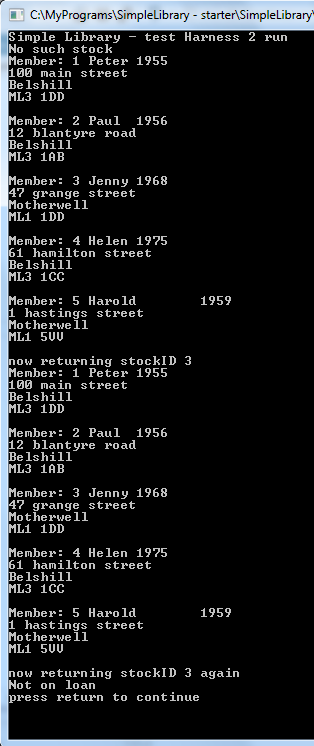 C:\MyPrograms\SimpleLibrary - starter\SimpleLibrary\
Simple Library - test Harness 2 run
No such stock
Member: 1 Peter 1955
100 main street
Belshill
ML3 1DD
Member: 2 Paul  1956
12 blantyre road
Belshill
ML3 1AB
Member: 3 Jenny 1968
47 grange street
Motherwell
ML1 1DD
Member: 4 Helen 1975
61 hamilton street
Belshill
ML3 1CC
Member: 5 Harold        1959
1 hastings street
Motherwell
ML1 5VV
now returning stockID 3
Member: 1 Peter 1955
100 main street
Belshill
ML3 1DD
Member: 2 Paul  1956
12 blantyre road
Belshill
ML3 1AB
Member: 3 Jenny 1968
47 grange street
Motherwell
ML1 1DD
Member: 4 Helen 1975
61 hamilton street
Belshill
ML3 1CC
Member: 5 Harold        1959
1 hastings street
Motherwell
ML1 5VV
now returning stockID 3 again
Not on loan
press return to continue